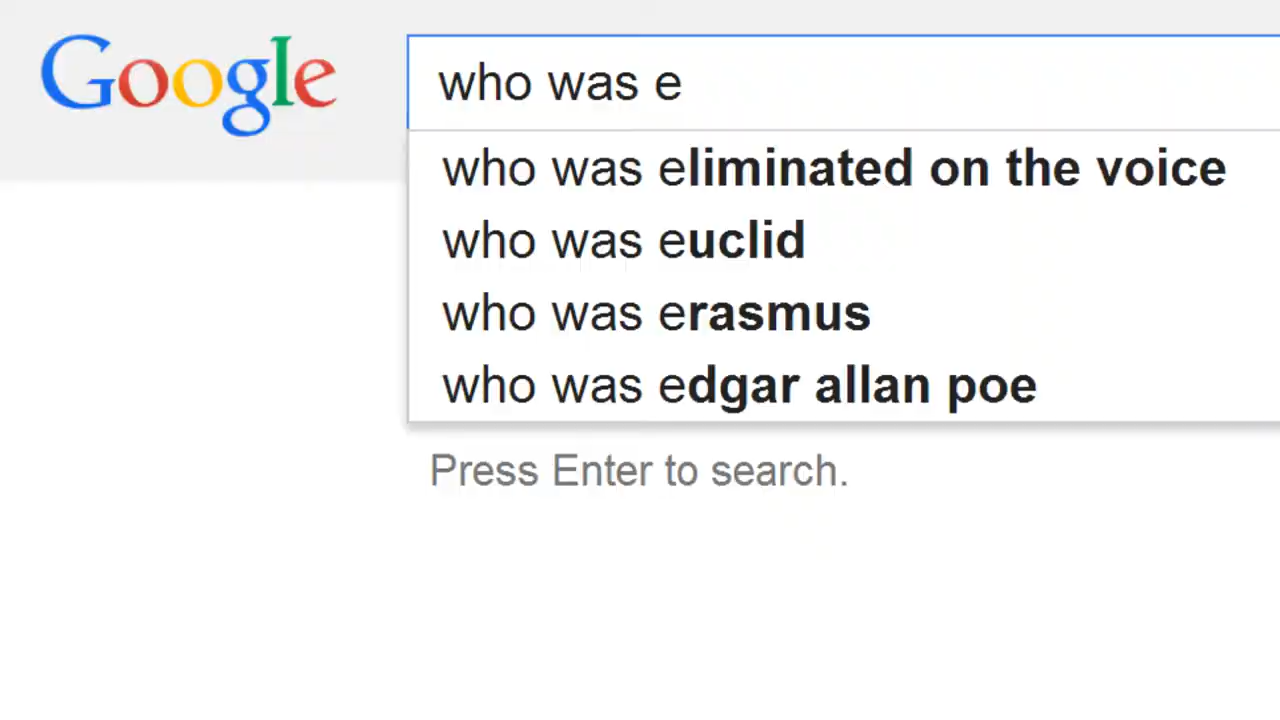 Google
who was e
who was eliminated on the voice
who was euclid
who was erasmus
who was edgar allan poe
Press Enter to search.